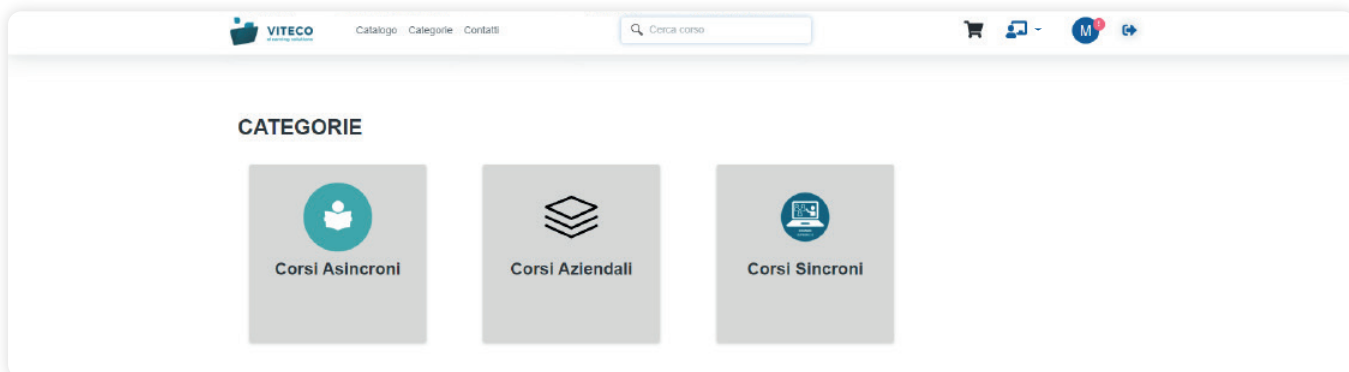 VITECO
Catalogo Categorie Contatti
Cerca corso
M
!
CATEGORIE
Corsi Asincroni
Corsi Aziendali
Corsi Sincroni